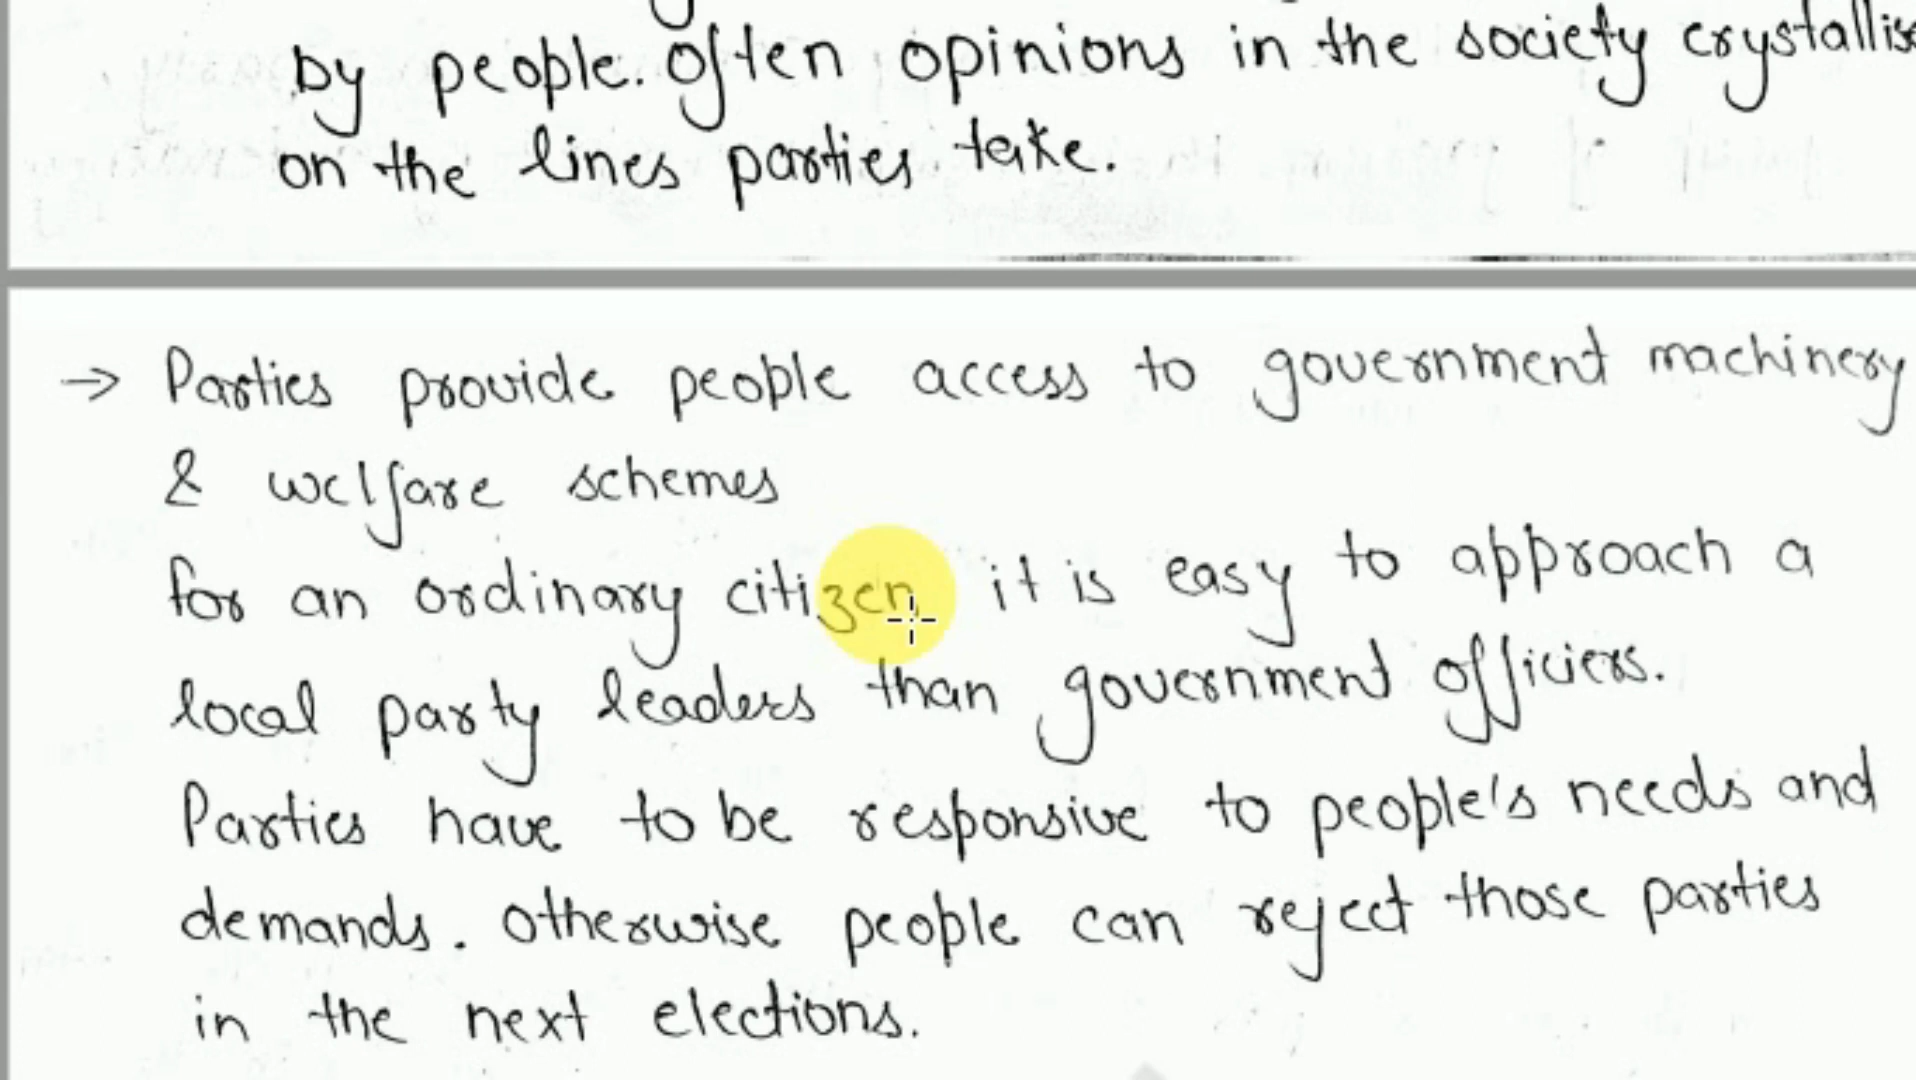 by people. Often opinions in the society crystallise
on the lines parties take.
→ Parties provide people access to government machinery
& welfare schemes
for an ordinary citizen it is easy to approach a
local party leaders than government officiers.
Parties have to be responsive to people's needs and
demands. Otherwise people can reject those parties
in the next elections.